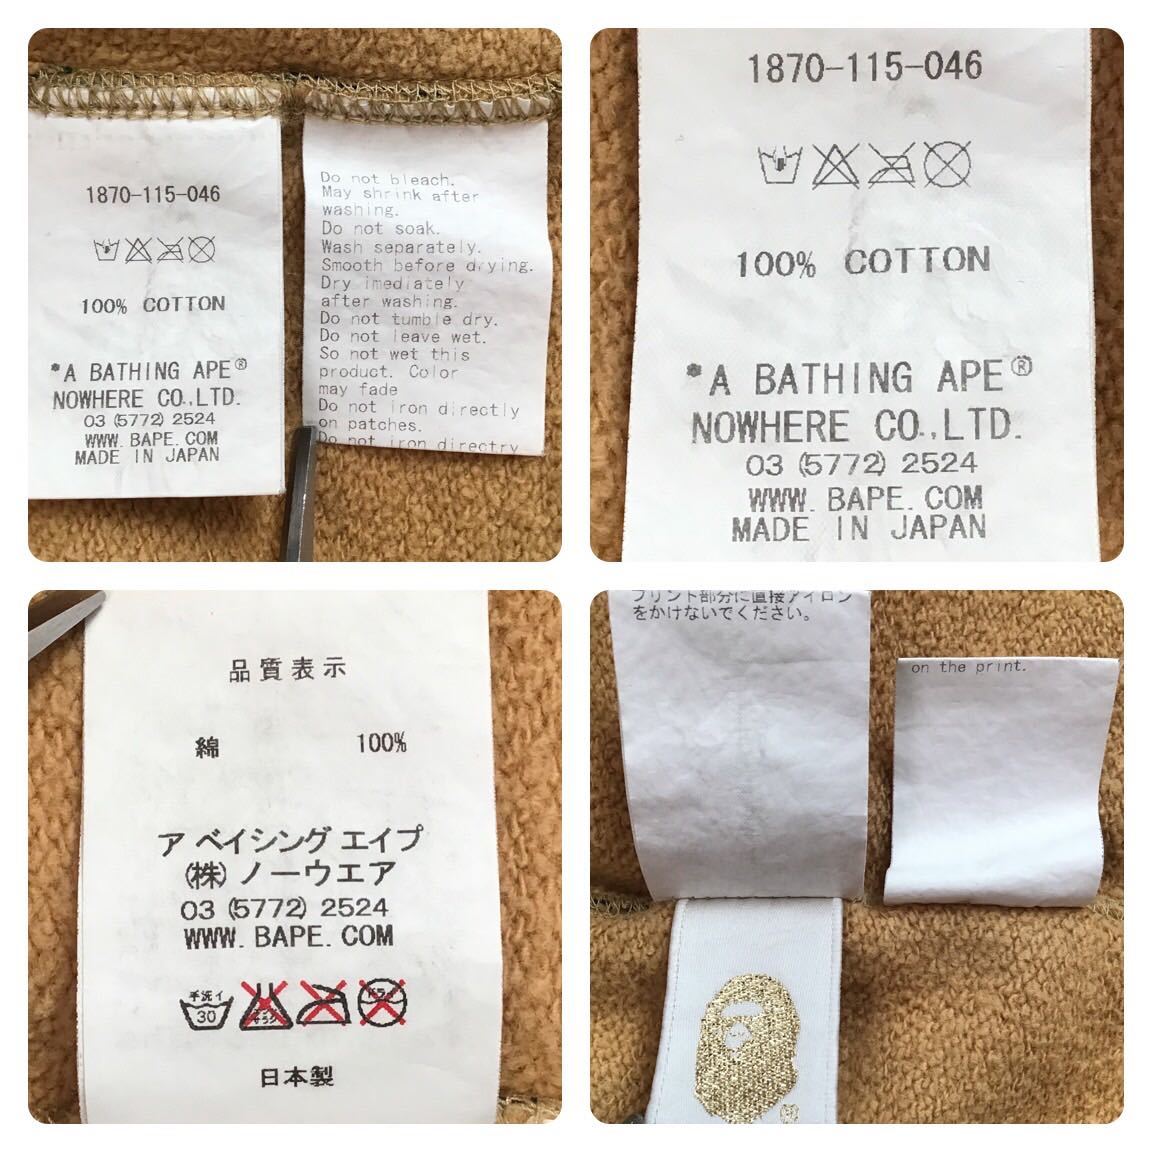 1870-115-046
100% COTTON
*A BATHING APE®
NOWHERE CO.,LTD.
03 (5772) 2524
WWW. BAPE. COM
MADE IN JAPAN
Do not bleach.
May shrink after
washing.
Do not soak.
Wash separately.
Smooth before drying.
Dry imediately
after washing.
Do not tumble dry.
Do not leave wet.
So not wet this
product. Color
may fade
Do not iron directly
on patches.
Do not iron directry
1870-115-046
100% COTTON
*A BATHING APE®
NOWHERE CO.,LTD.
03 (5772) 2524
WWW. BAPE. COM
MADE IN JAPAN
品質表示
綿 100%
ア ベイシング エイプ
(株) ノーウエア
03 (5772) 2524
WWW. BAPE. COM
手洗イ
30
日本製
プリント部分に直接アイロン
をかけないでください。
on the print.